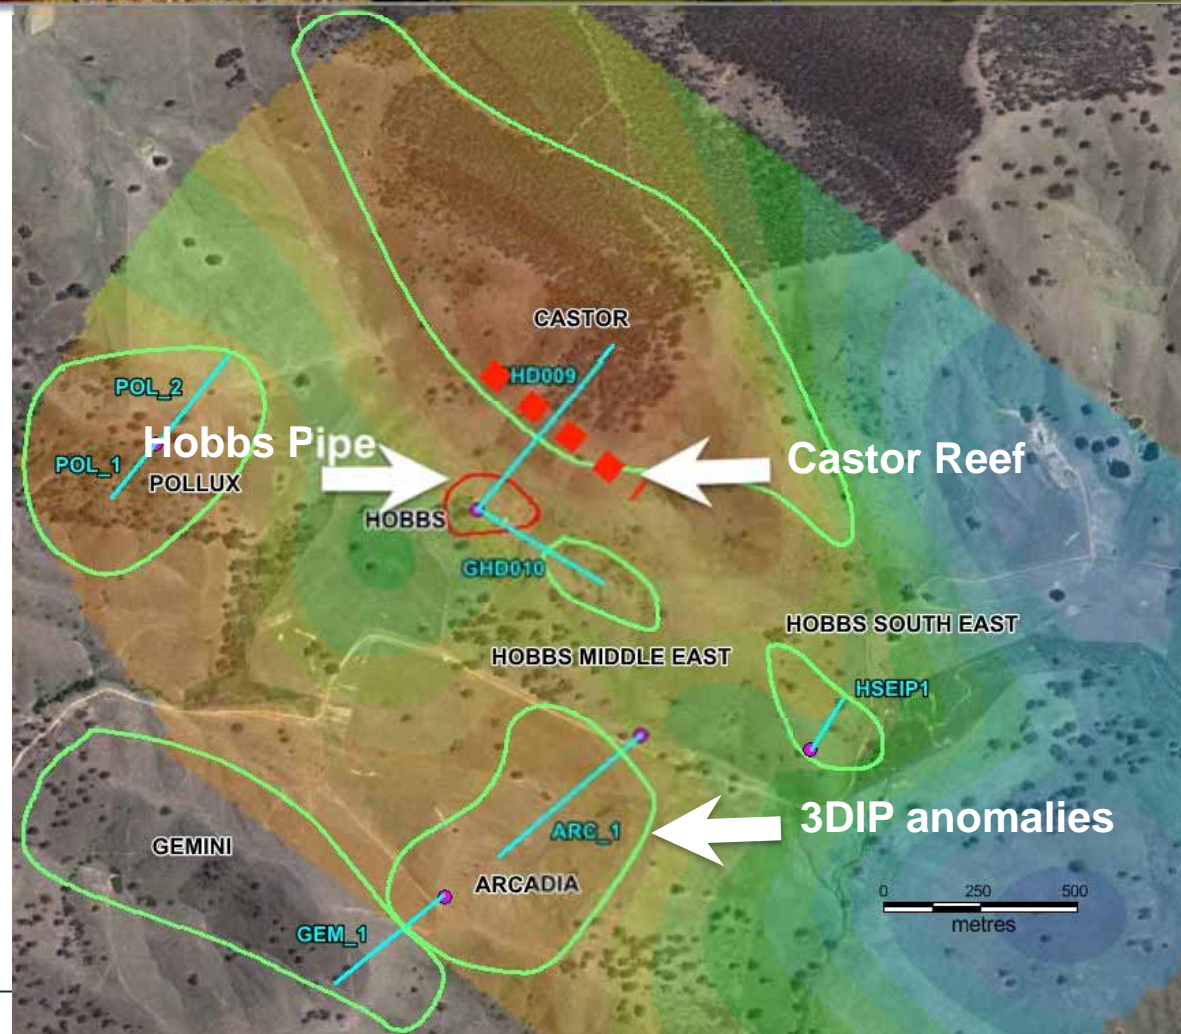 CASTOR
HD009
POL_2
Hobbs Pipe
Castor Reef
POL_1
POLLUX
HOBBS
GHD010
HOBBS SOUTH EAST
HOBBS MIDDLE EAST
HSEIP1
3DIP anomalies
ARC_1
GEMINI
ARCADIA
0 250 500
metres
GEM_1